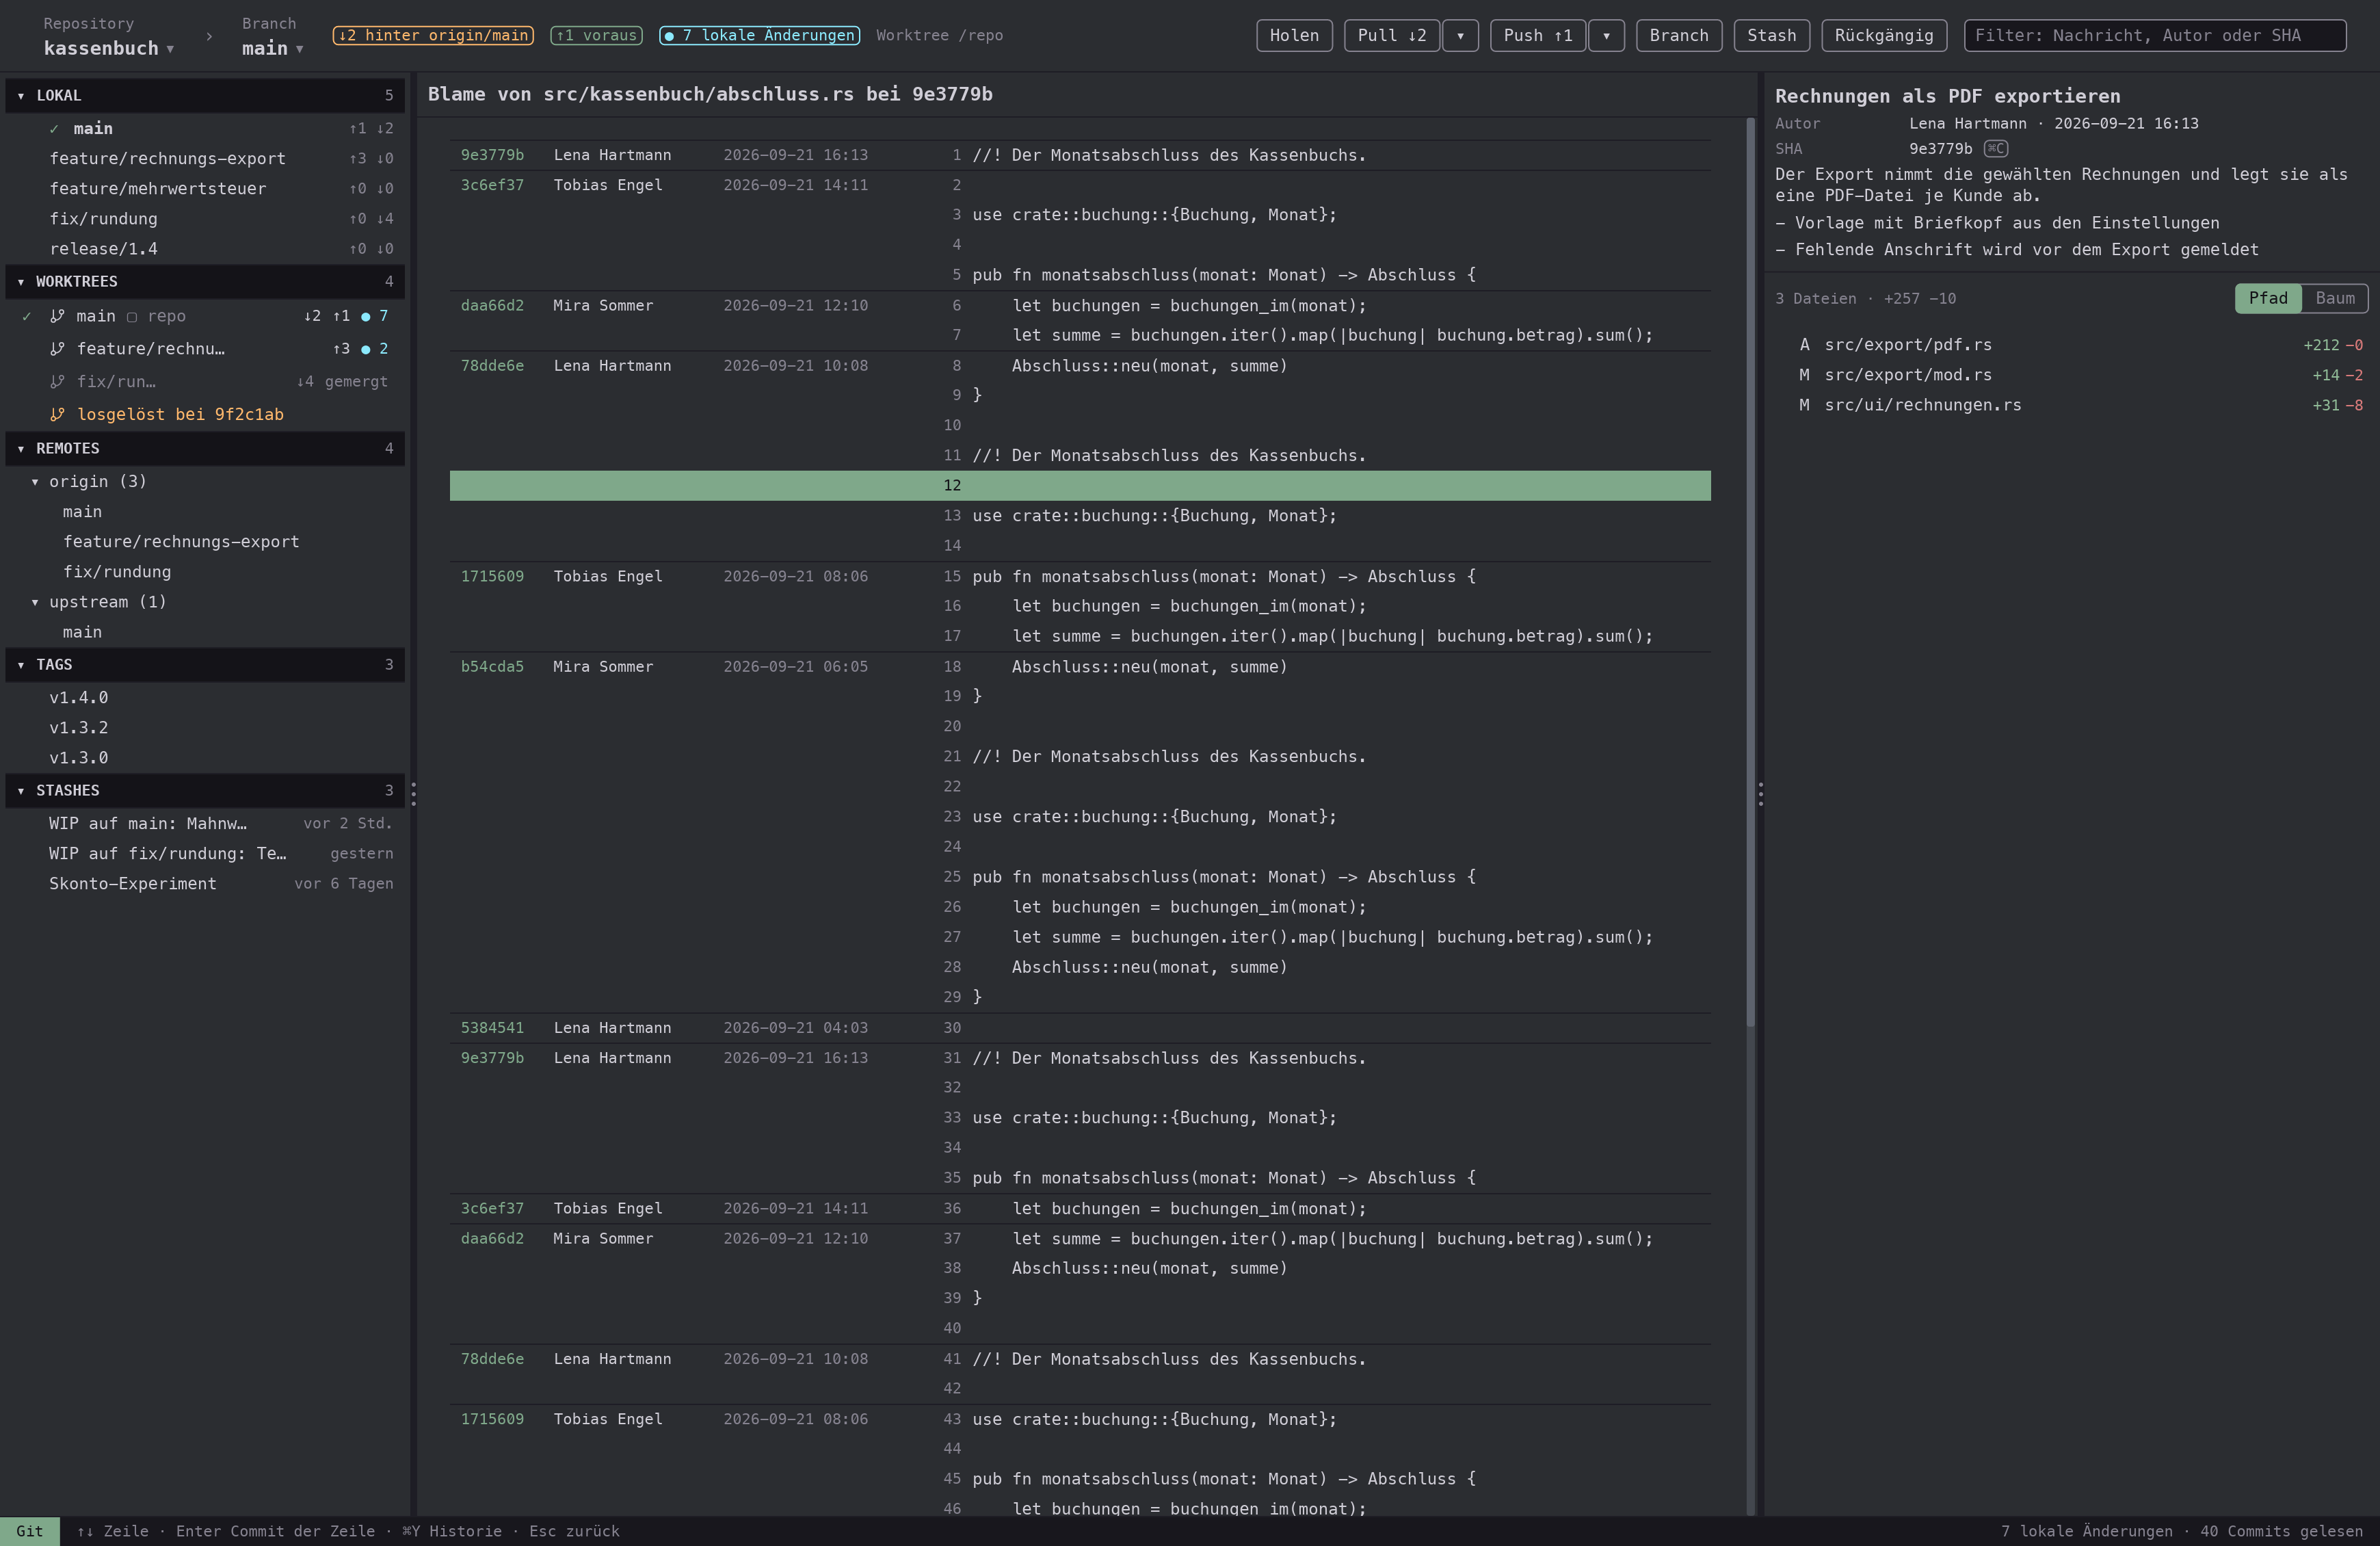 Repository
kassenbuch ▾
›
Branch
main ▾
↓2 hinter origin/main
↑1 voraus
● 7 lokale Änderungen
Worktree /repo
Holen
Pull ↓2 ▾
Push ↑1 ▾
Branch
Stash
Rückgängig
Filter: Nachricht, Autor oder SHA
▾ LOKAL 5
✓ main ↑1 ↓2
feature/rechnungs-export ↑3 ↓0
feature/mehrwertsteuer ↑0 ↓0
fix/rundung ↑0 ↓4
release/1.4 ↑0 ↓0
▾ WORKTREES 4
✓ main ▢ repo ↓2 ↑1 ● 7
feature/rechnu… ↑3 ● 2
fix/run… ↓4 gemergt
losgelöst bei 9f2c1ab
▾ REMOTES 4
▾ origin (3)
main
feature/rechnungs-export
fix/rundung
▾ upstream (1)
main
▾ TAGS 3
v1.4.0
v1.3.2
v1.3.0
▾ STASHES 3
WIP auf main: Mahnw… vor 2 Std.
WIP auf fix/rundung: Te… gestern
Skonto-Experiment vor 6 Tagen
Blame von src/kassenbuch/abschluss.rs bei 9e3779b
9e3779b Lena Hartmann 2026-09-21 16:13 1 //! Der Monatsabschluss des Kassenbuchs.
3c6ef37 Tobias Engel 2026-09-21 14:11 2
3 use crate::buchung::{Buchung, Monat};
4
5 pub fn monatsabschluss(monat: Monat) -> Abschluss {
daa66d2 Mira Sommer 2026-09-21 12:10 6 let buchungen = buchungen_im(monat);
7 let summe = buchungen.iter().map(|buchung| buchung.betrag).sum();
78dde6e Lena Hartmann 2026-09-21 10:08 8 Abschluss::neu(monat, summe)
9 }
10
11 //! Der Monatsabschluss des Kassenbuchs.
12
13 use crate::buchung::{Buchung, Monat};
14
1715609 Tobias Engel 2026-09-21 08:06 15 pub fn monatsabschluss(monat: Monat) -> Abschluss {
16 let buchungen = buchungen_im(monat);
17 let summe = buchungen.iter().map(|buchung| buchung.betrag).sum();
b54cda5 Mira Sommer 2026-09-21 06:05 18 Abschluss::neu(monat, summe)
19 }
20
21 //! Der Monatsabschluss des Kassenbuchs.
22
23 use crate::buchung::{Buchung, Monat};
24
25 pub fn monatsabschluss(monat: Monat) -> Abschluss {
26 let buchungen = buchungen_im(monat);
27 let summe = buchungen.iter().map(|buchung| buchung.betrag).sum();
28 Abschluss::neu(monat, summe)
29 }
5384541 Lena Hartmann 2026-09-21 04:03 30
9e3779b Lena Hartmann 2026-09-21 16:13 31 //! Der Monatsabschluss des Kassenbuchs.
32
33 use crate::buchung::{Buchung, Monat};
34
35 pub fn monatsabschluss(monat: Monat) -> Abschluss {
3c6ef37 Tobias Engel 2026-09-21 14:11 36 let buchungen = buchungen_im(monat);
daa66d2 Mira Sommer 2026-09-21 12:10 37 let summe = buchungen.iter().map(|buchung| buchung.betrag).sum();
38 Abschluss::neu(monat, summe)
39 }
40
78dde6e Lena Hartmann 2026-09-21 10:08 41 //! Der Monatsabschluss des Kassenbuchs.
42
1715609 Tobias Engel 2026-09-21 08:06 43 use crate::buchung::{Buchung, Monat};
44
45 pub fn monatsabschluss(monat: Monat) -> Abschluss {
46 let buchungen = buchungen_im(monat);
Rechnungen als PDF exportieren
Autor Lena Hartmann · 2026-09-21 16:13
SHA 9e3779b ⌘C
Der Export nimmt die gewählten Rechnungen und legt sie als
eine PDF-Datei je Kunde ab.
- Vorlage mit Briefkopf aus den Einstellungen
- Fehlende Anschrift wird vor dem Export gemeldet
3 Dateien · +257 −10
Pfad Baum
A src/export/pdf.rs +212 −0
M src/export/mod.rs +14 −2
M src/ui/rechnungen.rs +31 −8
Git ↑↓ Zeile · Enter Commit der Zeile · ⌘Y Historie · Esc zurück
7 lokale Änderungen · 40 Commits gelesen